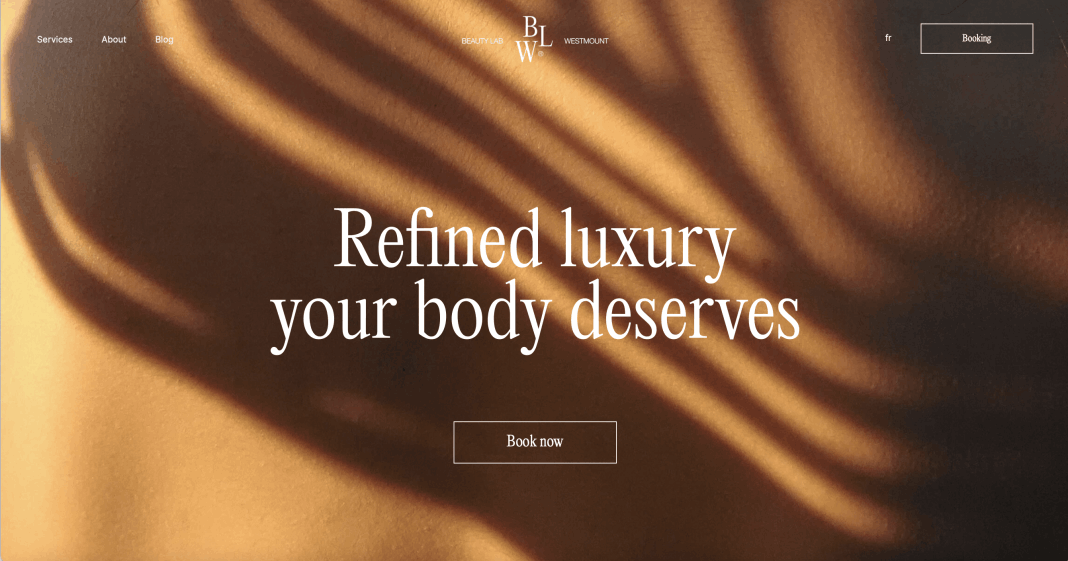 Services About Blog
BEAUTY LAB BLW WESTMOUNT
fr Booking
Refined luxury
your body deserves
Book now